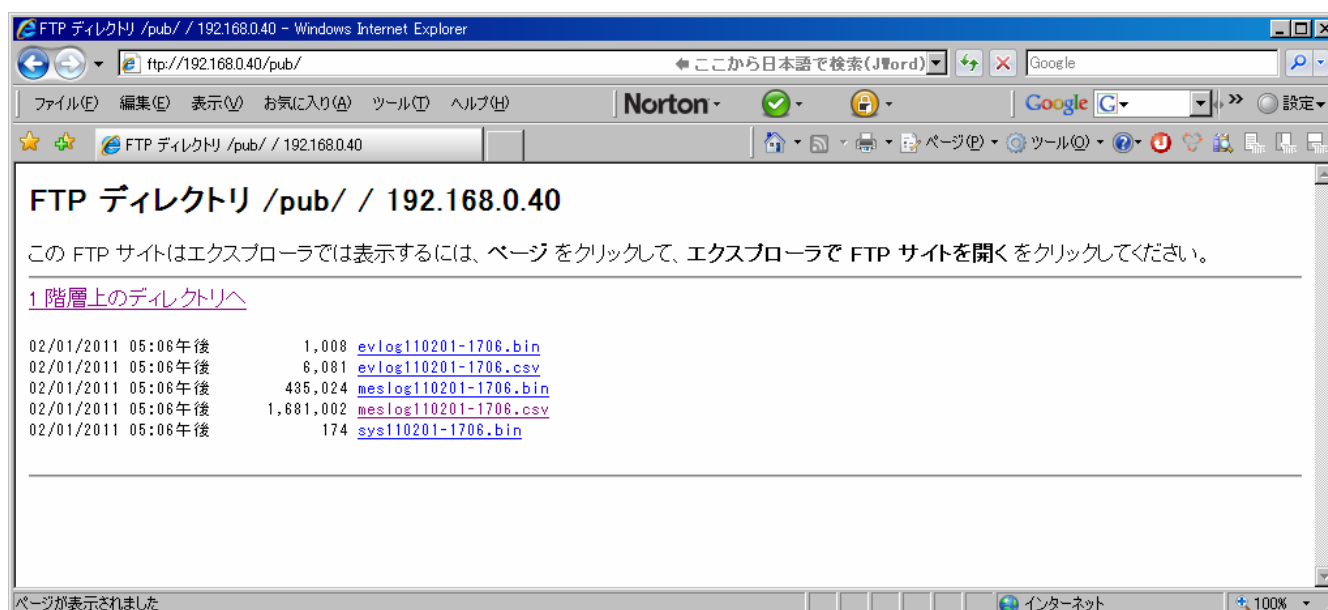 FTP ディレクトリ /pub/ / 192.168.0.40 - Windows Internet Explorer
ftp://192.168.0.40/pub/ ここから日本語で検索(JWord) Google
ファイル(F) 編集(E) 表示(V) お気に入り(A) ツール(T) ヘルプ(H) Norton Google G 設定
FTP ディレクトリ /pub/ / 192.168.0.40 ページ(P) ツール(O)
FTP ディレクトリ /pub/ / 192.168.0.40
この FTP サイトはエクスプローラでは表示するには、ページ をクリックして、エクスプローラで FTP サイトを開く をクリックしてください。
1 階層上のディレクトリへ
02/01/2011 05:06午後 1,008 evlog110201-1706.bin
02/01/2011 05:06午後 6,081 evlog110201-1706.csv
02/01/2011 05:06午後 435,024 meslog110201-1706.bin
02/01/2011 05:06午後 1,681,002 meslog110201-1706.csv
02/01/2011 05:06午後 174 sys110201-1706.bin
ページが表示されました インターネット 100%